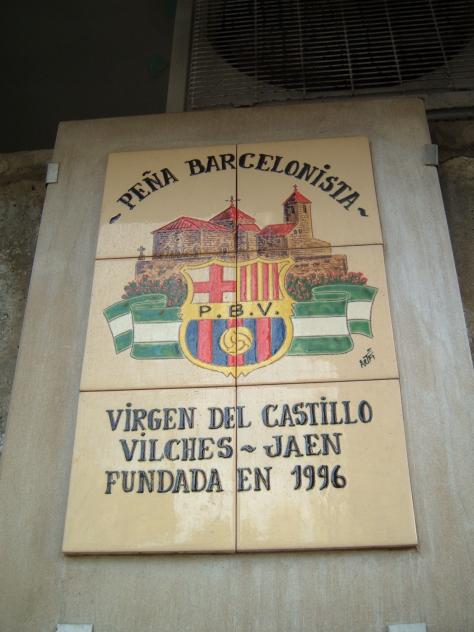 ~ PEÑA BARCELONISTA ~
P.B.V.
VIRGEN DEL CASTILLO
VILCHES ~ JAEN
FUNDADA EN 1996